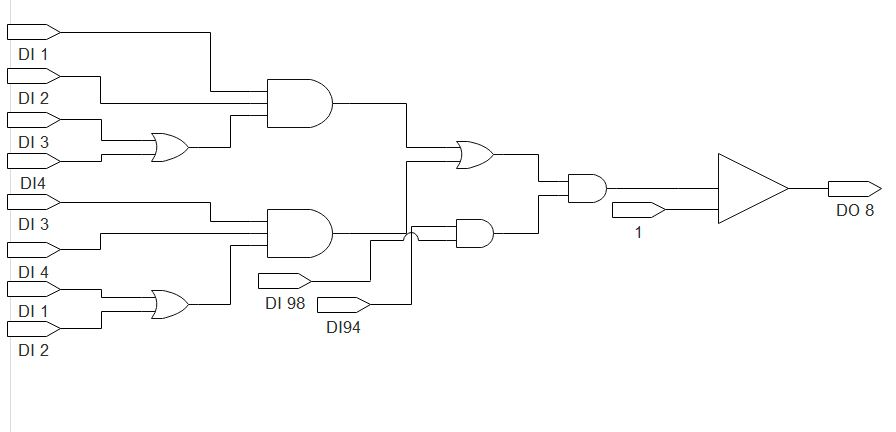 DI 1
DI 2
DI 3
DI4
DI 3
DI 4
DI 1
DI 2
DI 98
DI94
1
DO 8